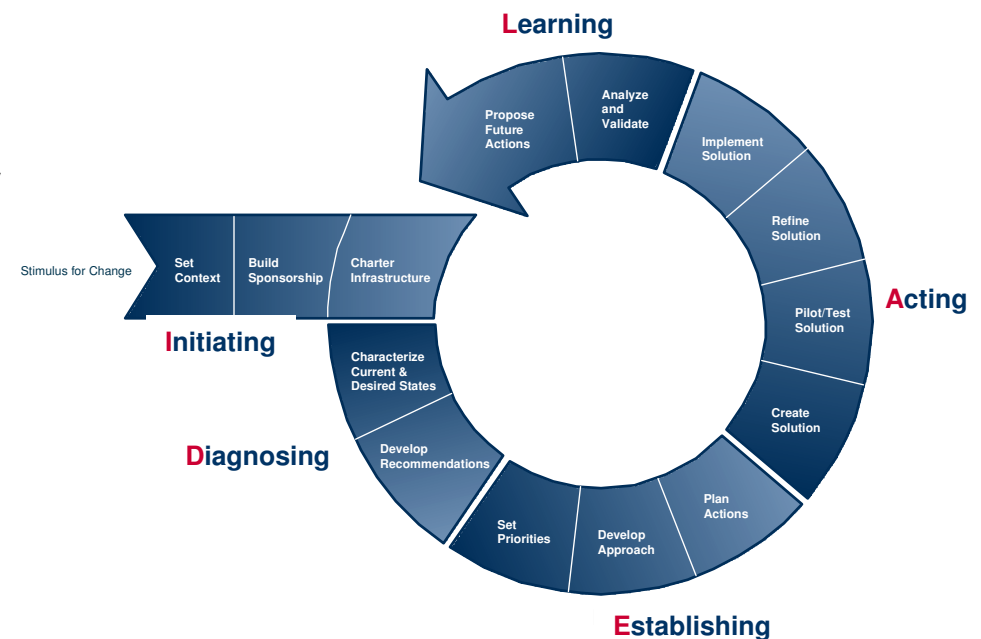 Learning
Propose
Future
Actions
Analyze
and
Validate
Implement
Solution
Refine
Solution
Acting
Pilot/Test
Solution
Create
Solution
Stimulus for Change
Set
Context
Build
Sponsorship
Charter
Infrastructure
Initiating
Characterize
Current &
Desired States
Diagnosing
Develop
Recommendations
Set
Priorities
Develop
Approach
Plan
Actions
Establishing